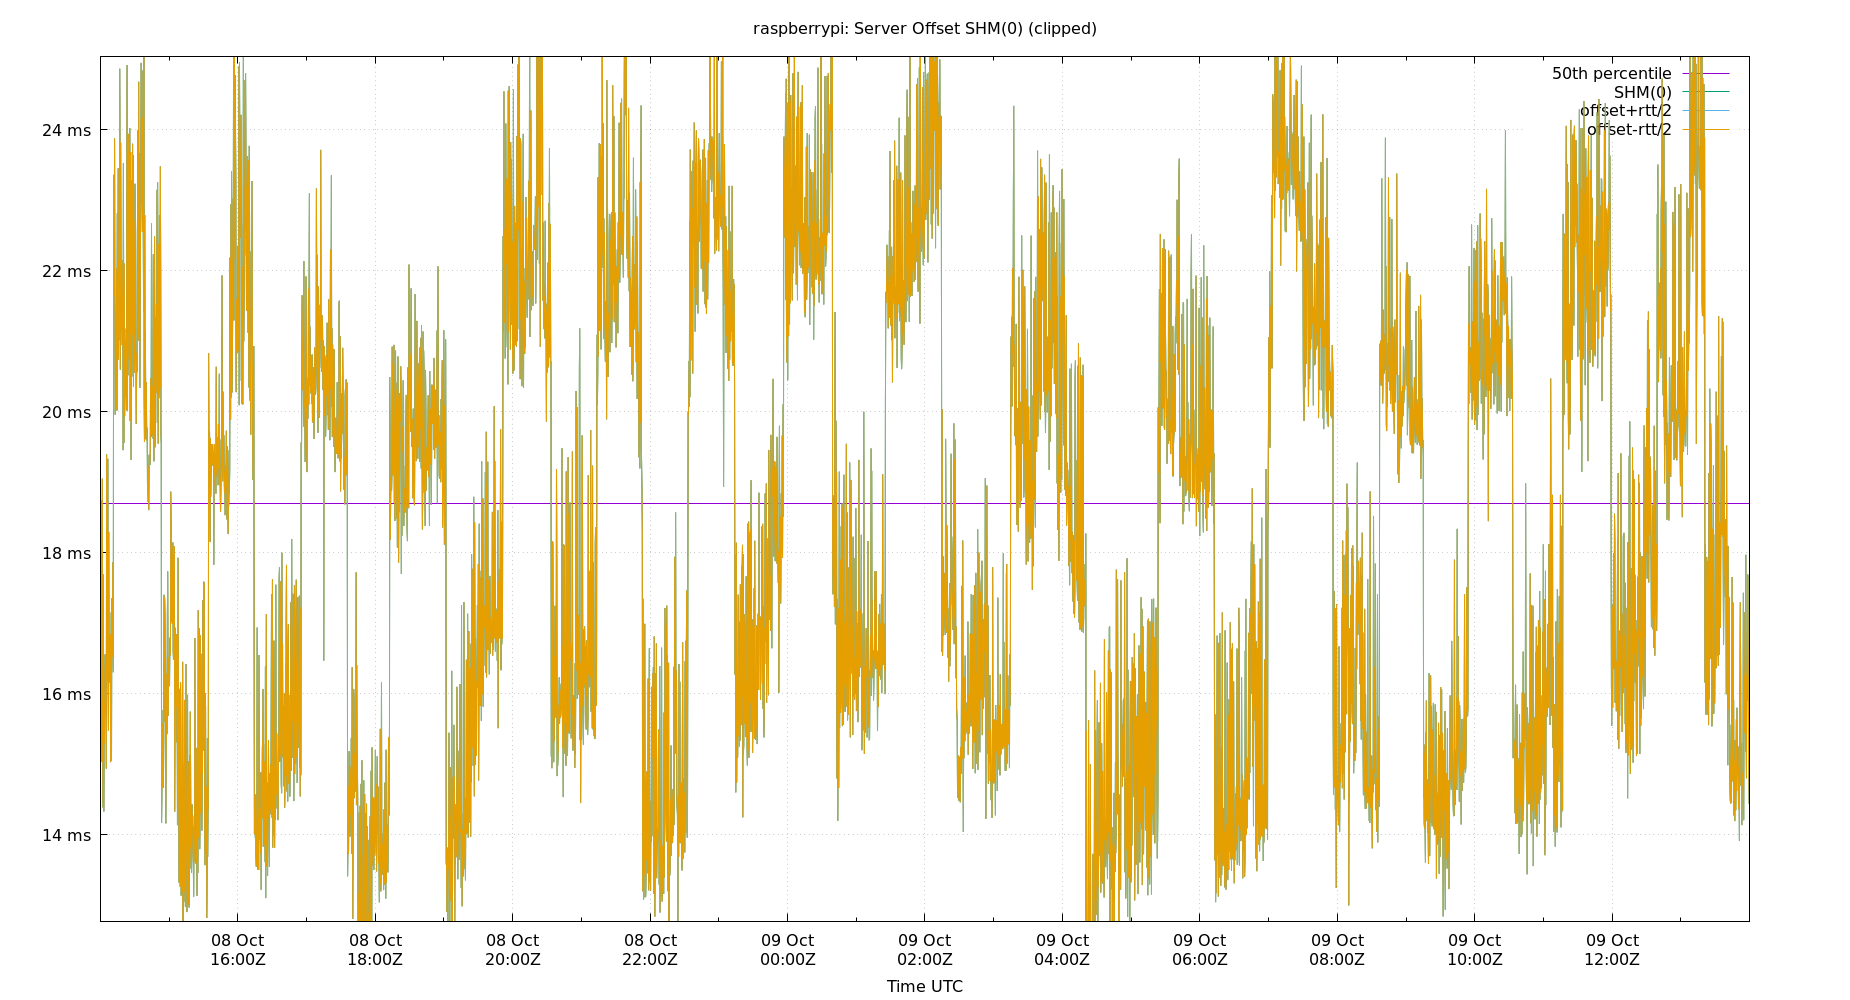 raspberrypi: Server Offset SHM(0) (clipped)
50th percentile
SHM(0)
offset+rtt/2
offset-rtt/2
24 ms
22 ms
20 ms
18 ms
16 ms
14 ms
08 Oct 08 Oct 08 Oct 08 Oct 09 Oct 09 Oct 09 Oct 09 Oct 09 Oct 09 Oct 09 Oct
16:00Z 18:00Z 20:00Z 22:00Z 00:00Z 02:00Z 04:00Z 06:00Z 08:00Z 10:00Z 12:00Z
Time UTC